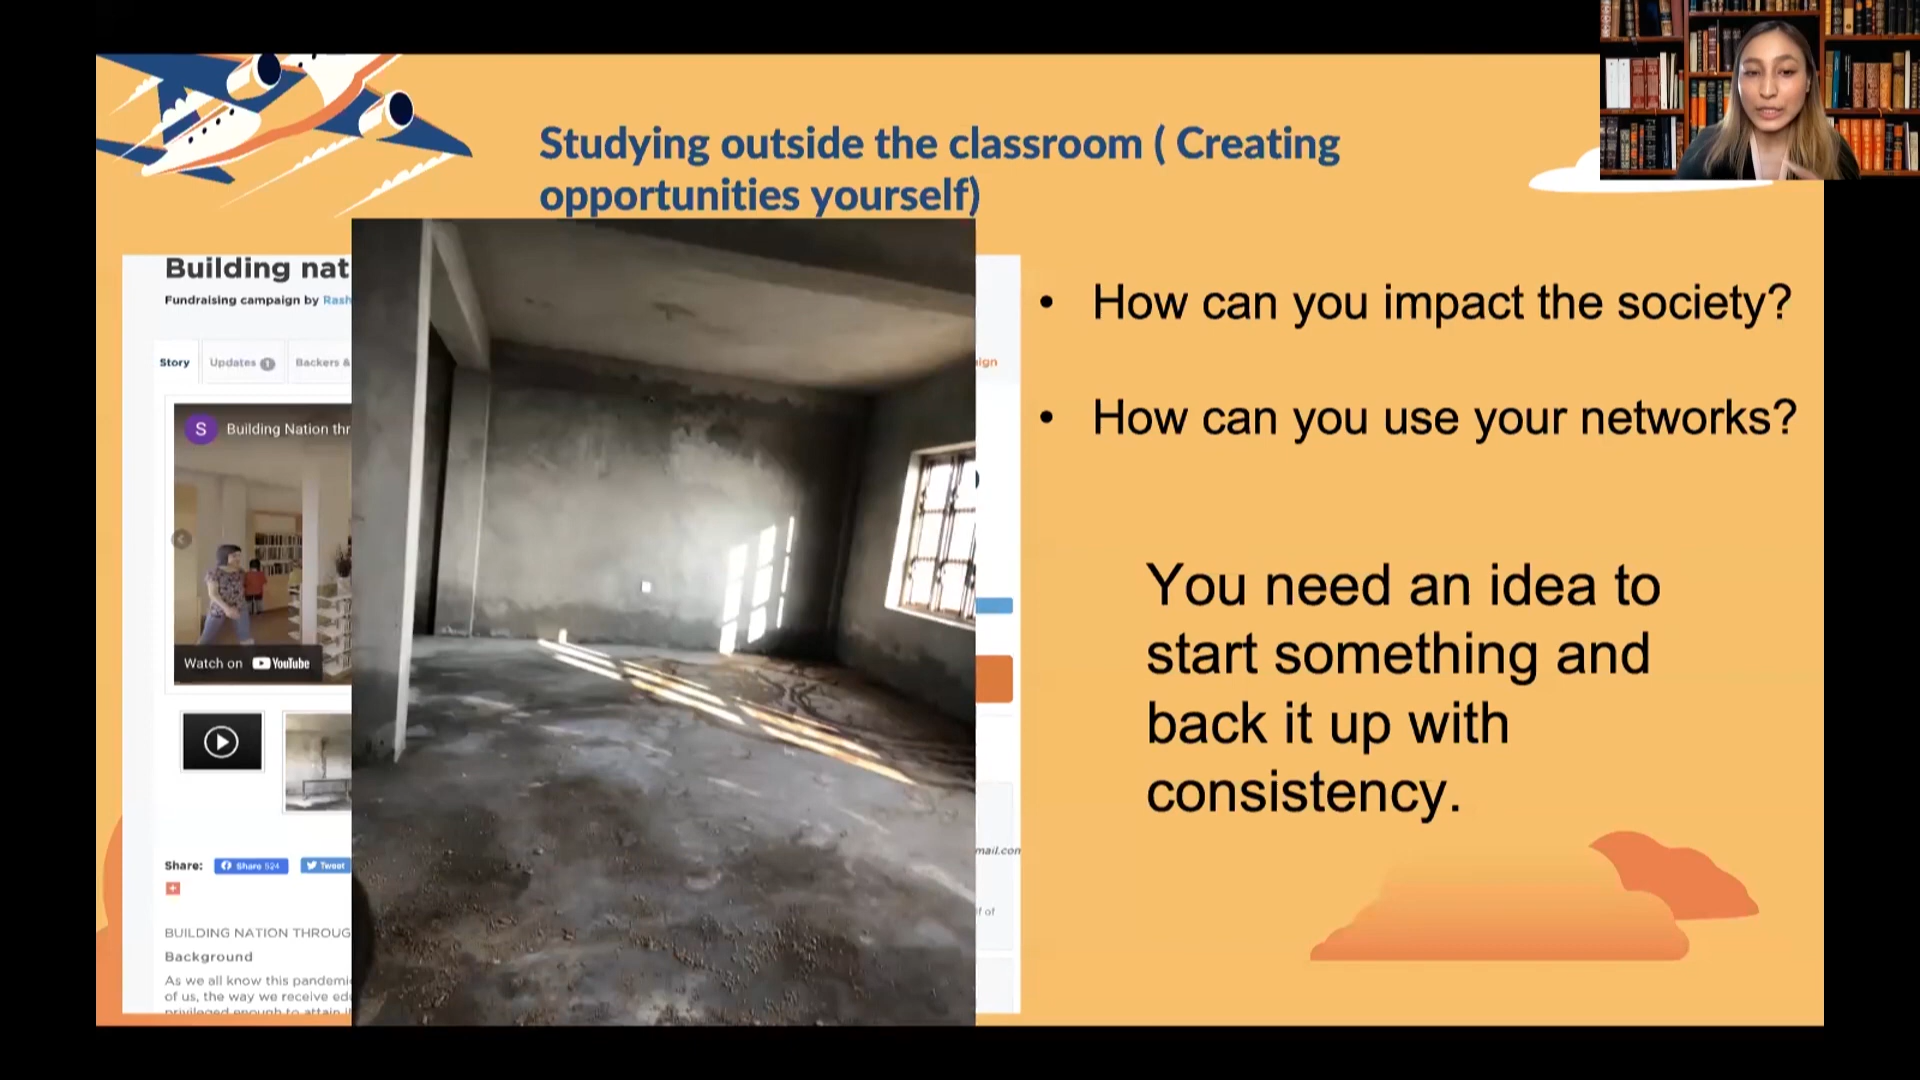 Studying outside the classroom ( Creating
opportunities yourself)
Building nat
Fundraising campaign by Rash
Story
Updates 1
Backers &
ign
S
Building Nation thr
Watch on YouTube
Share:
Share 524
Tweet
BUILDING NATION THROUG
Background
As we all know this pandemi
of us, the way we receive ed
privileged enough to attain
mail.com
How can you impact the society?
How can you use your networks?
You need an idea to
start something and
back it up with
consistency.